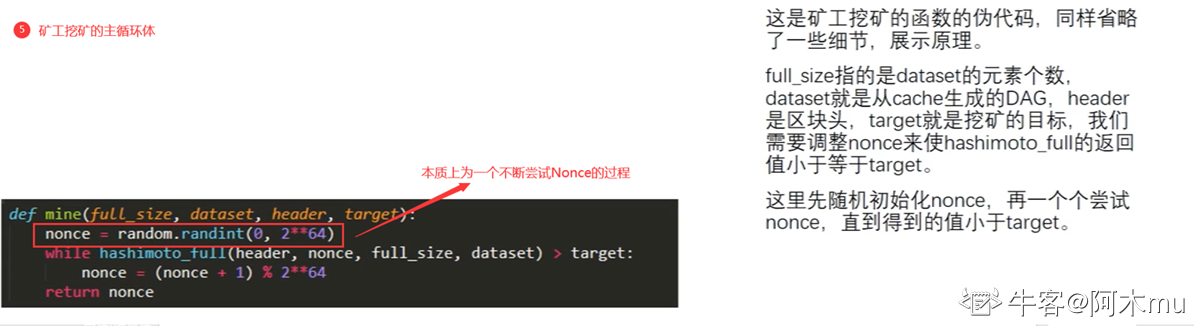 5 矿工挖矿的主循环体
本质上为一个不断尝试Nonce的过程
def mine(full_size, dataset, header, target):
nonce = random.randint(0, 2**64)
while hashimoto_full(header, nonce, full_size, dataset) > target:
nonce = (nonce + 1) % 2**64
return nonce
这是矿工挖矿的函数的伪代码，同样省略
了一些细节，展示原理。
full_size指的是dataset的元素个数，
dataset就是从cache生成的DAG，header
是区块头，target就是挖矿的目标，我们
需要调整nonce来使hashimoto_full的返回
值小于等于target。
这里先随机初始化nonce，再一个个尝试
nonce，直到得到的值小于target。
牛客@阿木mu